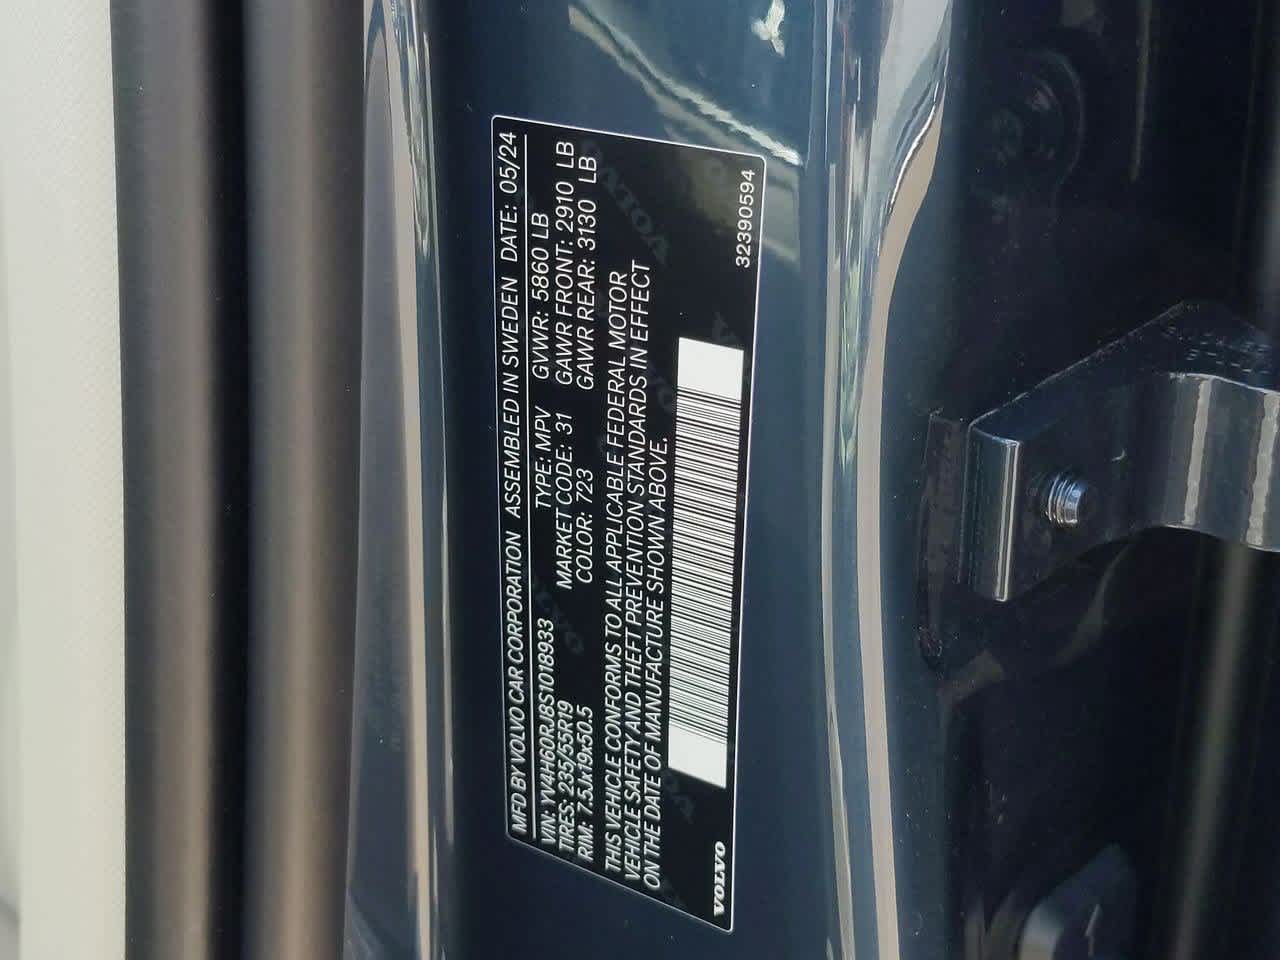 MFD BY VOLVO CAR CORPORATION ASSEMBLED IN SWEDEN DATE: 05/24
VIN: YV4H60RJ8S1018933 TYPE: MPV GVWR: 5860 LB
TIRES: 235/55R19 MARKET CODE: 31 GAWR FRONT: 2910 LB
RIM: 7.5Jx19x50.5 COLOR: 723 GAWR REAR: 3130 LB
THIS VEHICLE CONFORMS TO ALL APPLICABLE FEDERAL MOTOR
VEHICLE SAFETY AND THEFT PREVENTION STANDARDS IN EFFECT
ON THE DATE OF MANUFACTURE SHOWN ABOVE.
VOLVO 32390594